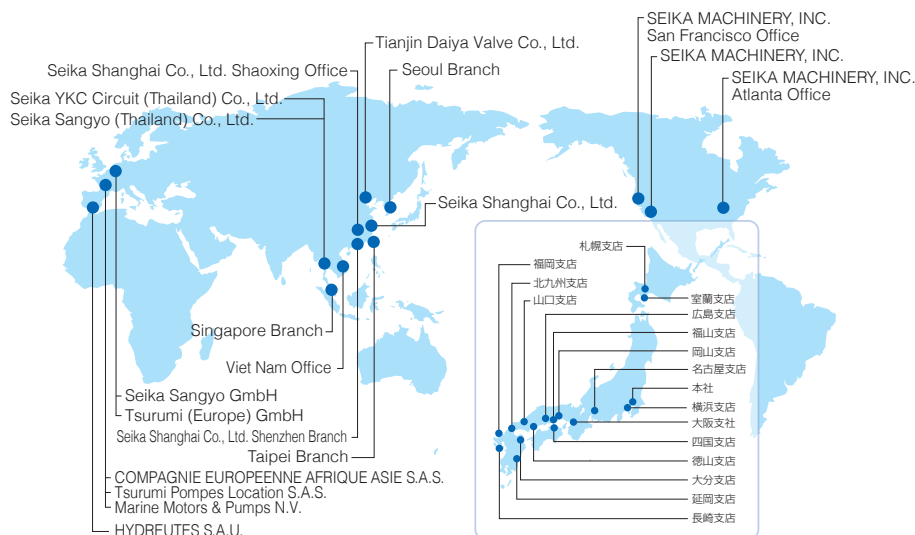 SEIKA MACHINERY, INC.
San Francisco Office
Tianjin Daiya Valve Co., Ltd.
SEIKA MACHINERY, INC.
Seika Shanghai Co., Ltd. Shaoxing Office
Seoul Branch
SEIKA MACHINERY, INC.
Atlanta Office
Seika YKC Circuit (Thailand) Co., Ltd.
Seika Sangyo (Thailand) Co., Ltd.
Seika Shanghai Co., Ltd.
札幌支店
福岡支店
北九州支店
山口支店
室蘭支店
広島支店
福山支店
岡山支店
名古屋支店
本社
横浜支店
大阪支社
四国支店
徳山支店
大分支店
延岡支店
長崎支店
Singapore Branch
Viet Nam Office
Seika Sangyo GmbH
Tsurumi (Europe) GmbH
Seika Shanghai Co., Ltd. Shenzhen Branch
Taipei Branch
COMPAGNIE EUROPEENNE AFRIQUE ASIE S.A.S.
Tsurumi Pompes Location S.A.S.
Marine Motors & Pumps N.V.
HYDREUTES S.A.U.